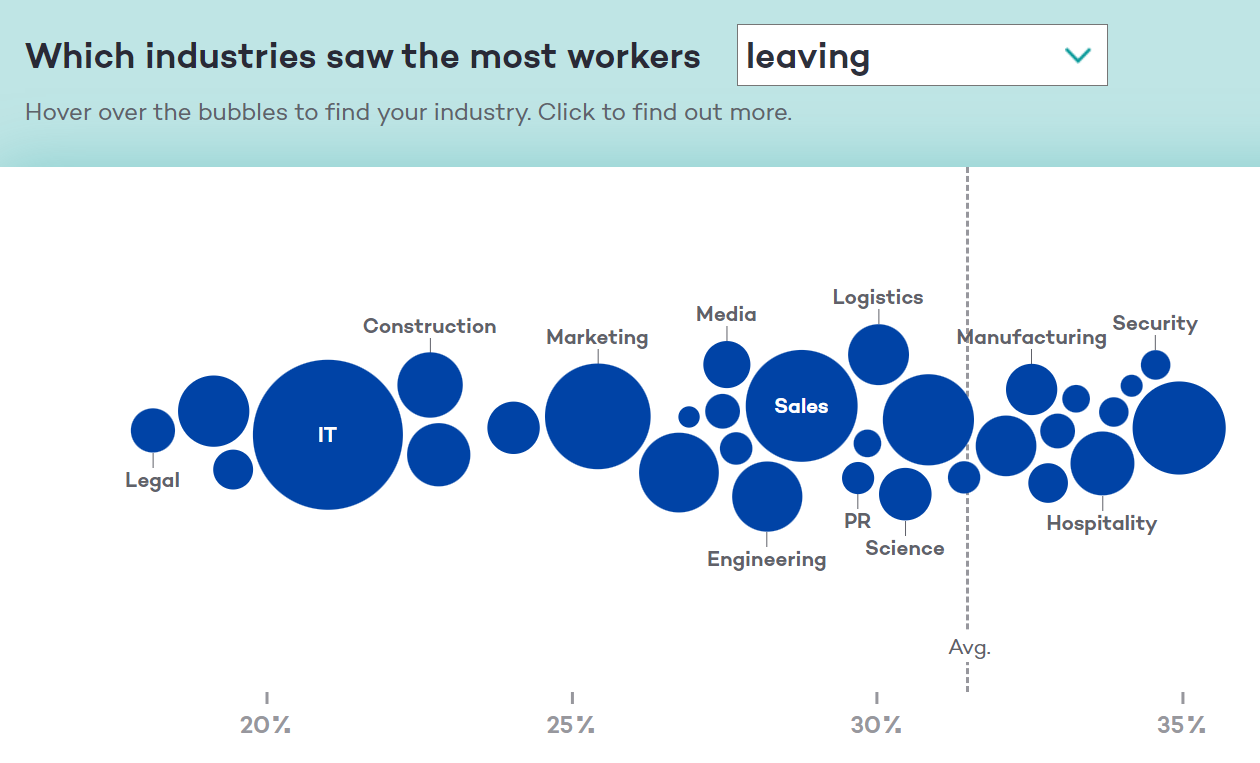 Which industries saw the most workers leaving
Hover over the bubbles to find your industry. Click to find out more.
Logistics
Media
Security
Construction
Marketing
Manufacturing
Sales
IT
Legal
PR
Hospitality
Science
Engineering
Avg.
20% 25% 30% 35%